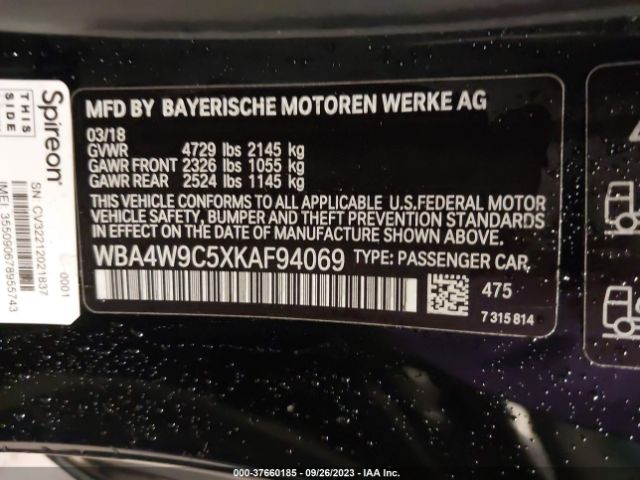 MFD BY BAYERISCHE MOTOREN WERKE AG
03/18
GVWR 4729 lbs 2145 kg
GAWR FRONT 2326 lbs 1055 kg
GAWR REAR 2524 lbs 1145 kg
THIS VEHICLE CONFORMS TO ALL APPLICABLE U.S.FEDERAL MOTOR
VEHICLE SAFETY, BUMPER AND THEFT PREVENTION STANDARDS
IN EFFECT ON THE DATE OF MANUFACTURE SHOWN ABOVE.
WBA4W9C5XKAF94069 TYPE: PASSENGER CAR
475
7 315 814
THIS
SIDE
Spireon
SN: CV32212021637
0001
IMEI: 355090678955743
000-37660185 - 09/26/2023 - IAA Inc.